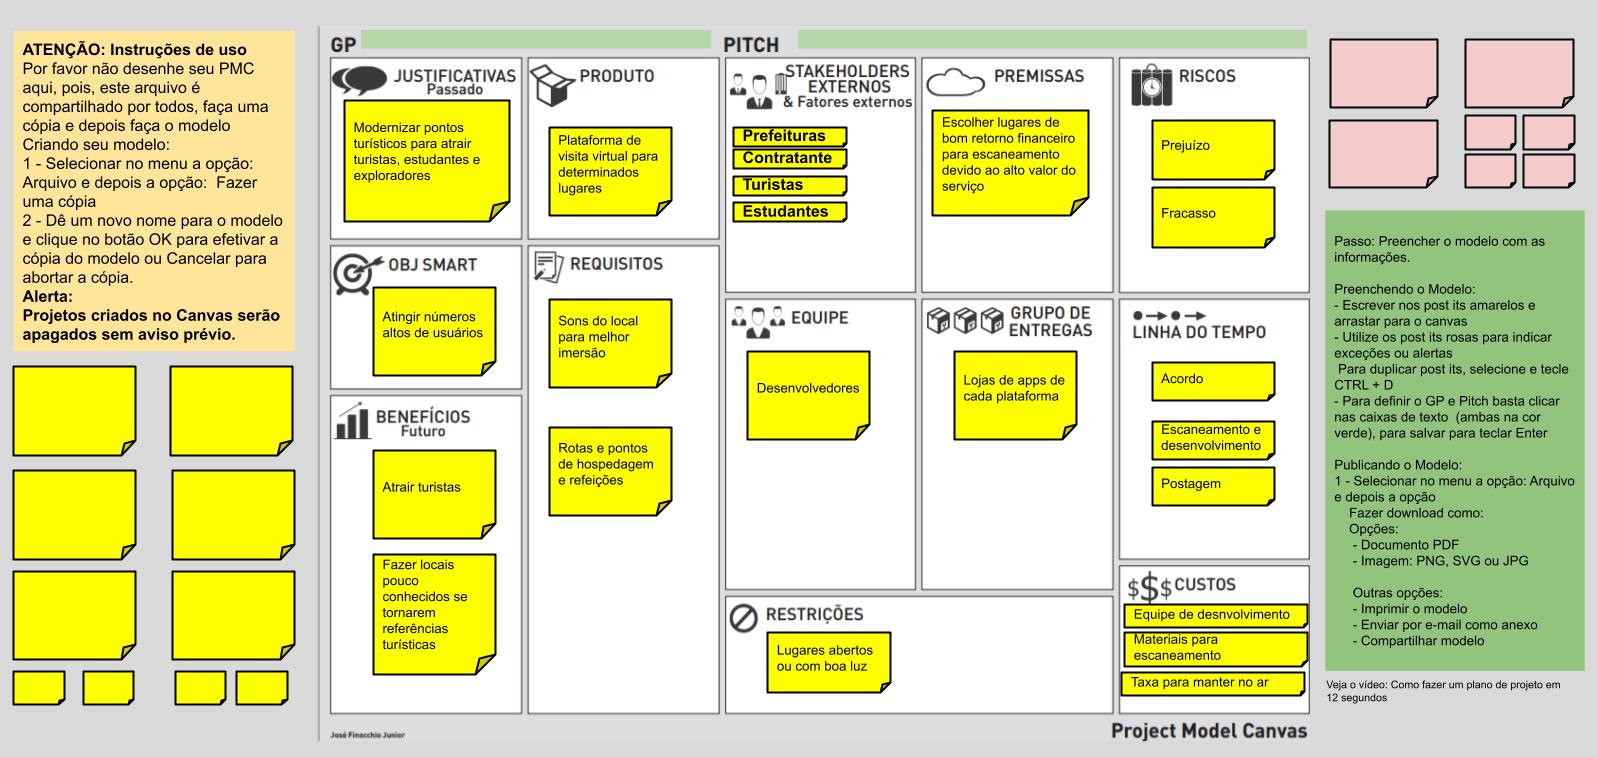 ATENÇÃO: Instruções de uso
Por favor não desenhe seu PMC
aqui, pois, este arquivo é
compartilhado por todos, faça uma
cópia e depois faça o modelo
Criando seu modelo:
1 - Selecionar no menu a opção:
Arquivo e depois a opção:  Fazer
uma cópia
2 - Dê um novo nome para o modelo
e clique no botão OK para efetivar a
cópia do modelo ou Cancelar para
abortar a cópia.
Alerta:
Projetos criados no Canvas serão
apagados sem aviso prévio.
GP
PITCH
JUSTIFICATIVAS
Passado
Modernizar pontos
turísticos para atrair
turistas, estudantes e
exploradores
OBJ SMART
Atingir números
altos de usuários
BENEFÍCIOS
Futuro
Atrair turistas
Fazer locais
pouco
conhecidos se
tornarem
referências
turísticas
PRODUTO
Plataforma de
visita virtual para
determinados
lugares
REQUISITOS
Sons do local
para melhor
imersão
Rotas e pontos
de hospedagem
e refeições
STAKEHOLDERS
EXTERNOS
& Fatores externos
Prefeituras
Contratante
Turistas
Estudantes
EQUIPE
Desenvolvedores
PREMISSAS
Escolher lugares de
bom retorno financeiro
para escaneamento
devido ao alto valor do
serviço
GRUPO DE
ENTREGAS
Lojas de apps de
cada plataforma
RESTRIÇÕES
Lugares abertos
ou com boa luz
RISCOS
Prejuízo
Fracasso
LINHA DO TEMPO
Acordo
Escaneamento e
desenvolvimento
Postagem
$$$ CUSTOS
Equipe de desnvolvimento
Materiais para
escaneamento
Taxa para manter no ar
José Finocchio Junior
Project Model Canvas
Passo: Preencher o modelo com as
informações.
Preenchendo o Modelo:
- Escrever nos post its amarelos e
arrastar para o canvas
- Utilize os post its rosas para indicar
exceções ou alertas
Para duplicar post its, selecione e tecle
CTRL + D
- Para definir o GP e Pitch basta clicar
nas caixas de texto  (ambas na cor
verde), para salvar para teclar Enter
Publicando o Modelo:
1 - Selecionar no menu a opção: Arquivo
e depois a opção
Fazer download como:
Opções:
- Documento PDF
- Imagem: PNG, SVG ou JPG
Outras opções:
- Imprimir o modelo
- Enviar por e-mail como anexo
- Compartilhar modelo
Veja o vídeo: Como fazer um plano de projeto em
12 segundos